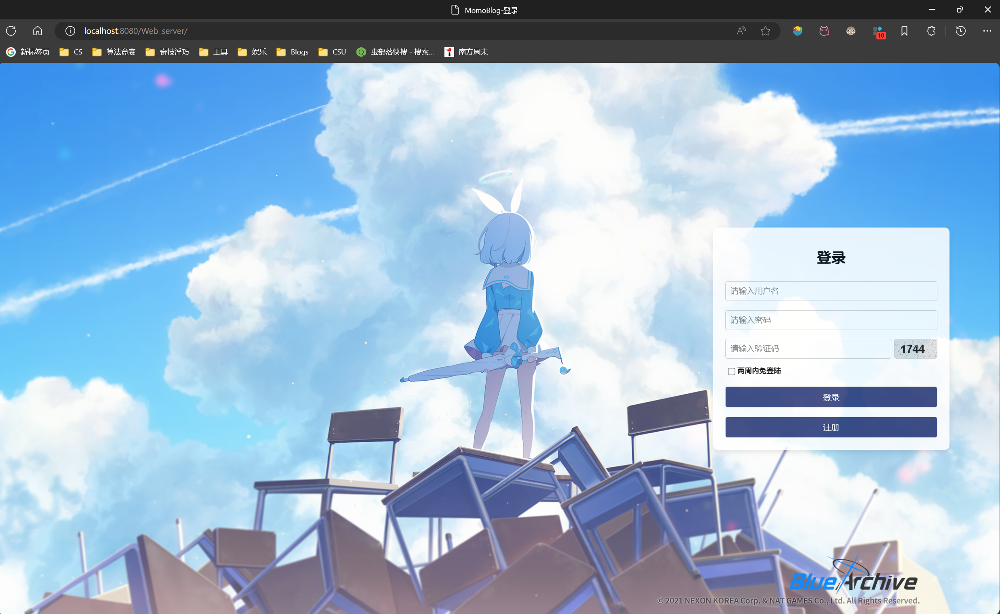 MomoBlog-登录
localhost:8080/Web_server/
10
新标签页 CS 算法竞赛 奇技淫巧 工具 娱乐 Blogs CSU 虫部落快搜 - 搜索... 南方周末
登录
请输入用户名
请输入密码
请输入验证码 1744
两周内免登陆
登录
注册
Blue Archive
© 2021 NEXON KOREA Corp. & NAT GAMES Co., Ltd. All Rights Reserved.